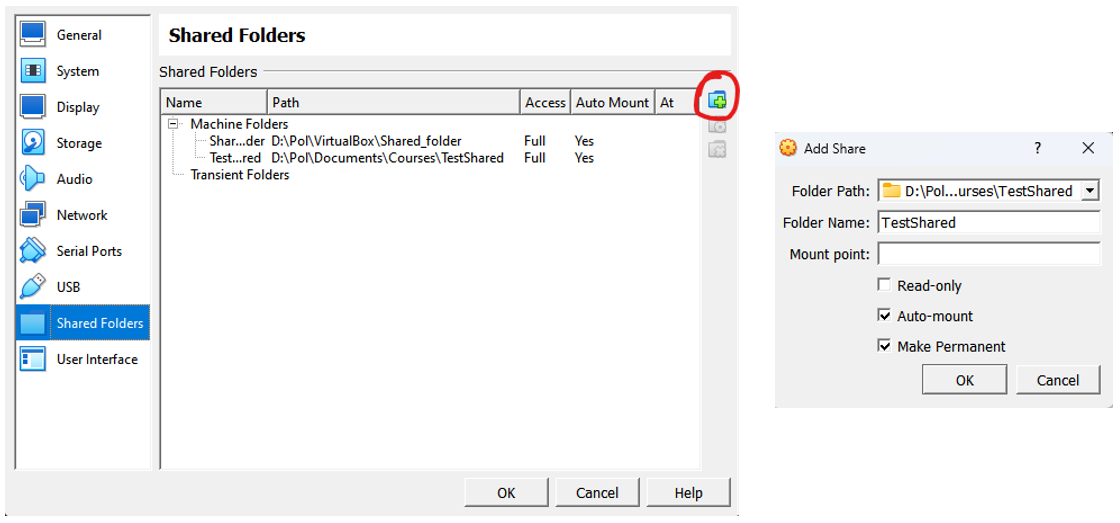 General
System
Display
Storage
Audio
Network
Serial Ports
USB
Shared Folders
User Interface
Shared Folders
Shared Folders
Name Path Access Auto Mount At
Machine Folders
Shar...der D:\Pol\VirtualBox\Shared_folder Full Yes
Test...red D:\Pol\Documents\Courses\TestShared Full Yes
Transient Folders
OK Cancel Help
Add Share ?
Folder Path: D:\Pol...urses\TestShared
Folder Name: TestShared
Mount point:
Read-only
Auto-mount
Make Permanent
OK Cancel